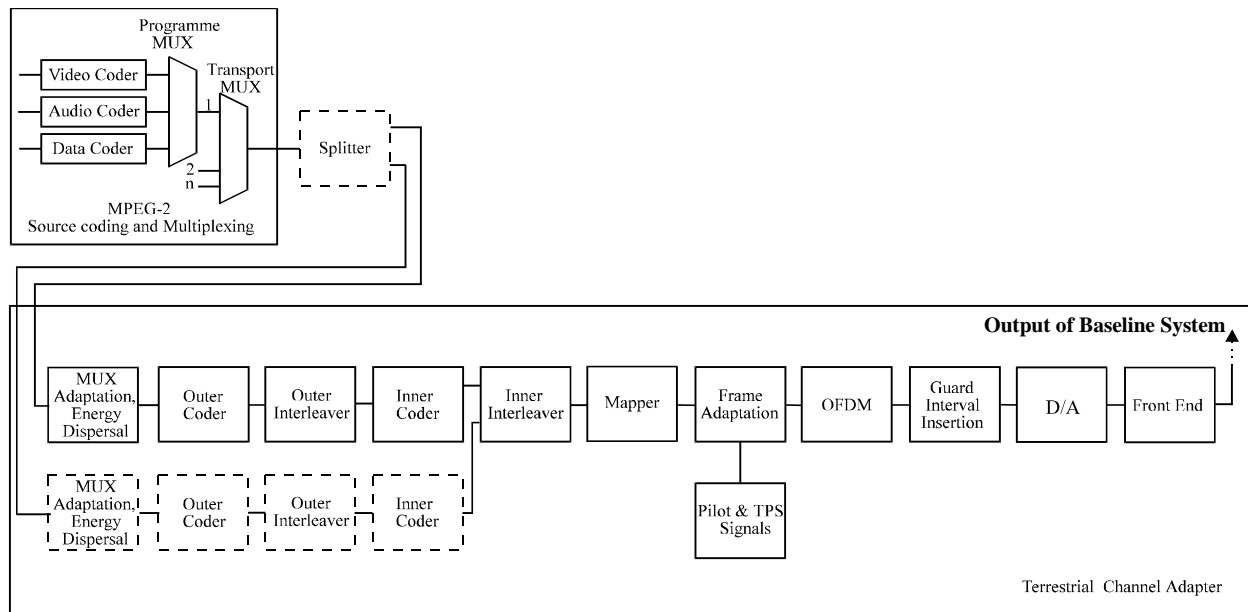 Programme
MUX
Transport
MUX
Video Coder
Audio Coder
Data Coder
1
2
n
Splitter
MPEG-2
Source coding and Multiplexing
Output of Baseline System
MUX
Adaptation,
Energy
Dispersal
Outer
Coder
Outer
Interleaver
Inner
Coder
Inner
Interleaver
Mapper
Frame
Adaptation
OFDM
Guard
Interval
Insertion
D/A
Front End
MUX
Adaptation,
Energy
Dispersal
Outer
Coder
Outer
Interleaver
Inner
Coder
Pilot & TPS
Signals
Terrestrial Channel Adapter